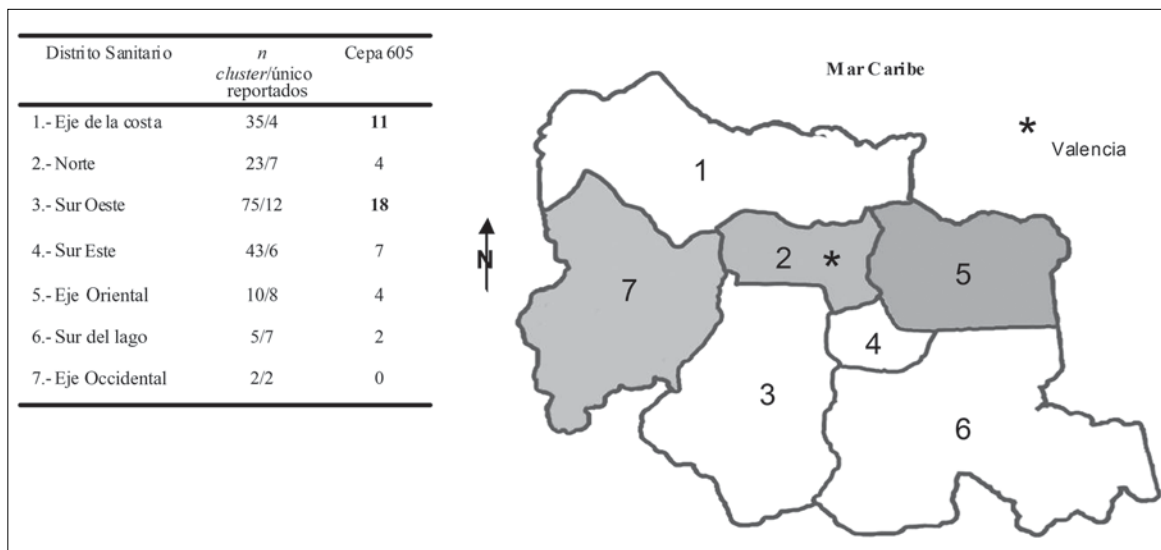 Distrito Sanitario n Cepa 605
cluster/único
reportados
1.- Eje de la costa 35/4 11
2.- Norte 23/7 4
3.- Sur Oeste 75/12 18
4.- Sur Este 43/6 7
5.- Eje Oriental 10/8 4
6.- Sur del lago 5/7 2
7.- Eje Occidental 2/2 0
Mar Caribe
* Valencia
N
1
2 *
5
7
4
3
6